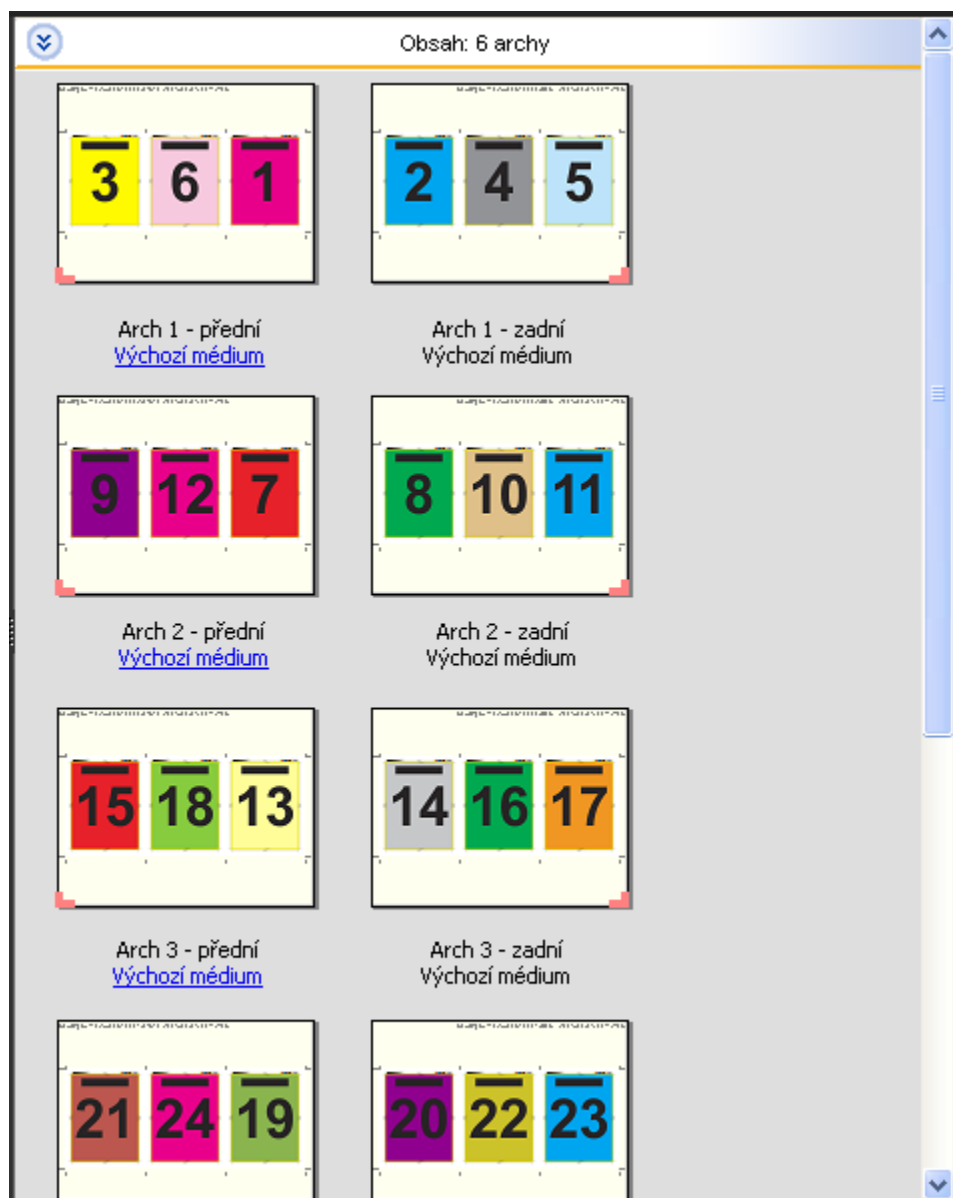 Obsah: 6 archy
3 6 1
2 4 5
Arch 1 - přední
Výchozí médium
Arch 1 - zadní
Výchozí médium
9 12 7
8 10 11
Arch 2 - přední
Výchozí médium
Arch 2 - zadní
Výchozí médium
15 18 13
14 16 17
Arch 3 - přední
Výchozí médium
Arch 3 - zadní
Výchozí médium
21 24 19
20 22 23